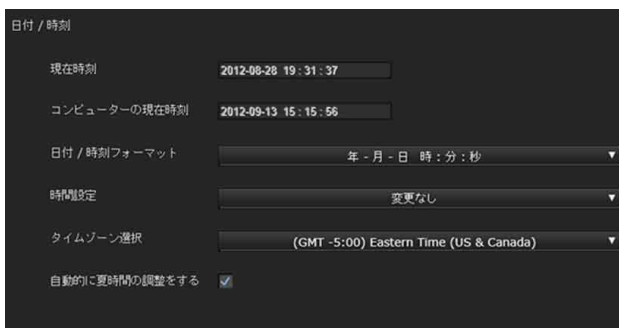 日付 / 時刻
現在時刻 2012-08-28 19 : 31 : 37
コンピューターの現在時刻 2012-09-13 15 : 15 : 56
日付 / 時刻フォーマット 年 - 月 - 日 時 : 分 : 秒
時間設定 変更なし
タイムゾーン選択 (GMT -5:00) Eastern Time (US & Canada)
自動的に夏時間の調整をする